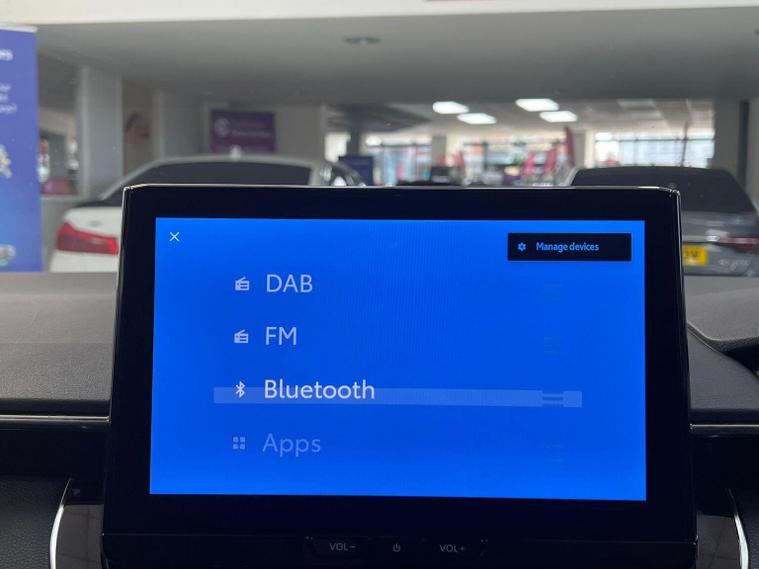 Manage devices
DAB
FM
Bluetooth
Apps
VOL-
VOL+